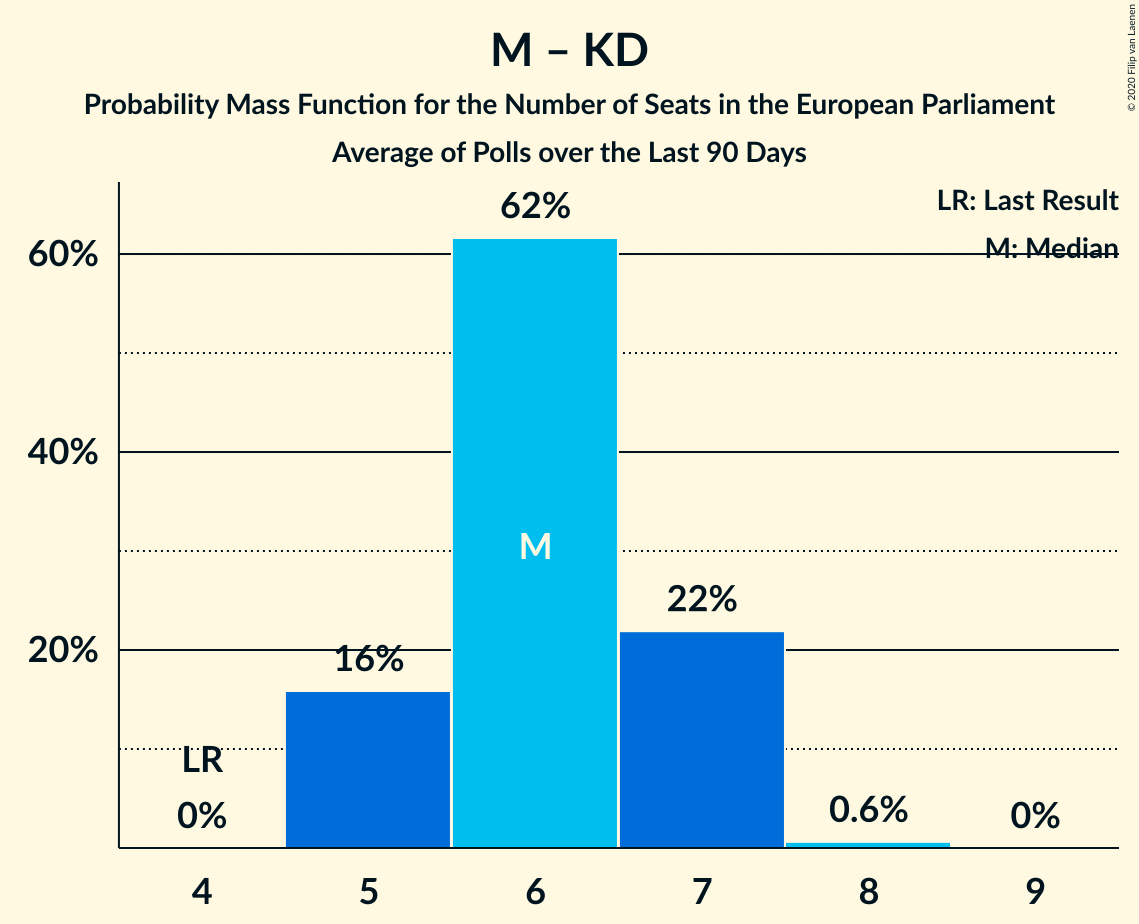 M – KD
Probability Mass Function for the Number of Seats in the European Parliament
Average of Polls over the Last 90 Days
© 2020 Filip van Laenen
LR: Last Result
M: Median
60%
40%
20%
62%
M
22%
16%
LR
0%
0.6%
0%
4
5
6
7
8
9